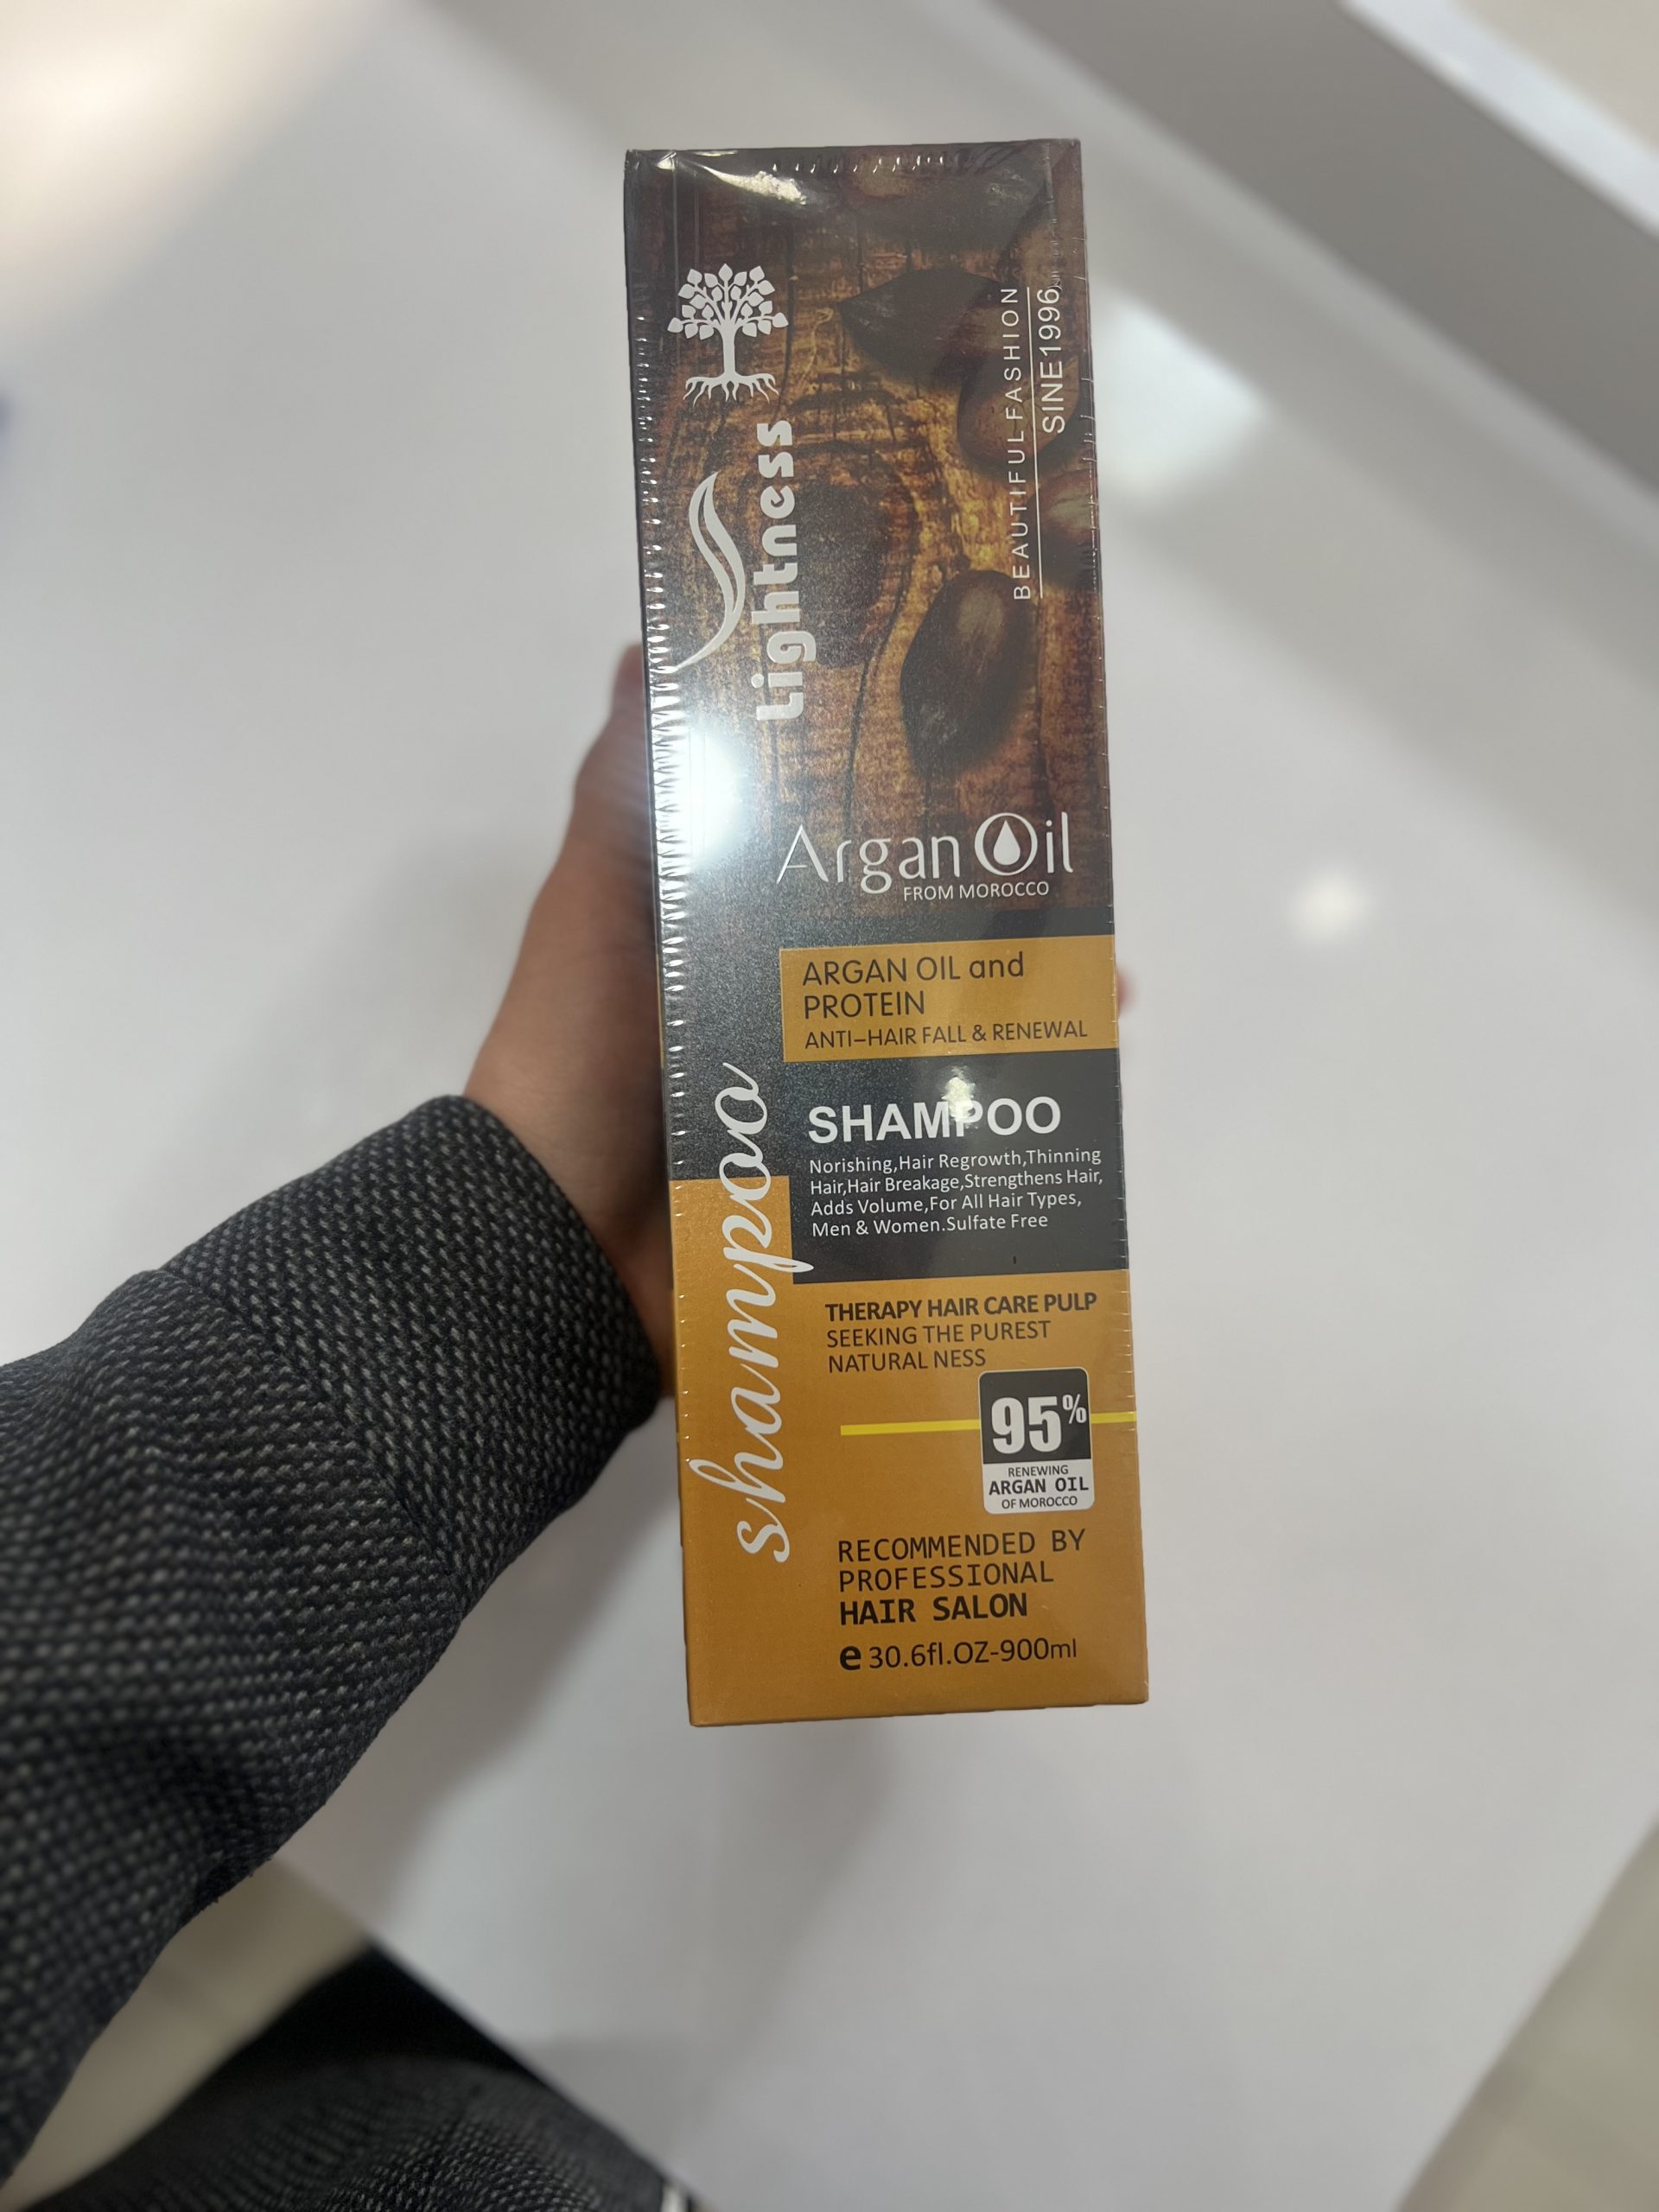 Lightness
BEAUTIFUL FASHION
SINE1996
Argan Oil
FROM MOROCCO
ARGAN OIL and
PROTEIN
ANTI-HAIR FALL & RENEWAL
shampoo
SHAMPOO
Norishing,Hair Regrowth,Thinning
Hair,Hair Breakage,Strengthens Hair,
Adds Volume,For All Hair Types,
Men & Women.Sulfate Free
THERAPY HAIR CARE PULP
SEEKING THE PUREST
NATURAL NESS
95%
RENEWING
ARGAN OIL
OF MOROCCO
RECOMMENDED BY
PROFESSIONAL
HAIR SALON
e 30.6fl.OZ-900ml